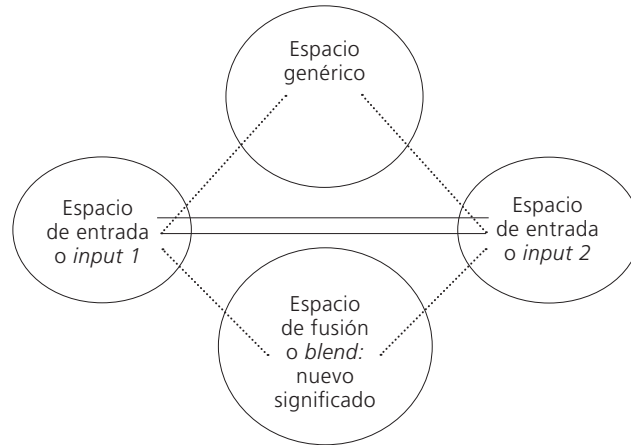 Espacio
genérico
Espacio
de entrada
o input 1
Espacio
de entrada
o input 2
Espacio
de fusión
o blend:
nuevo
significado